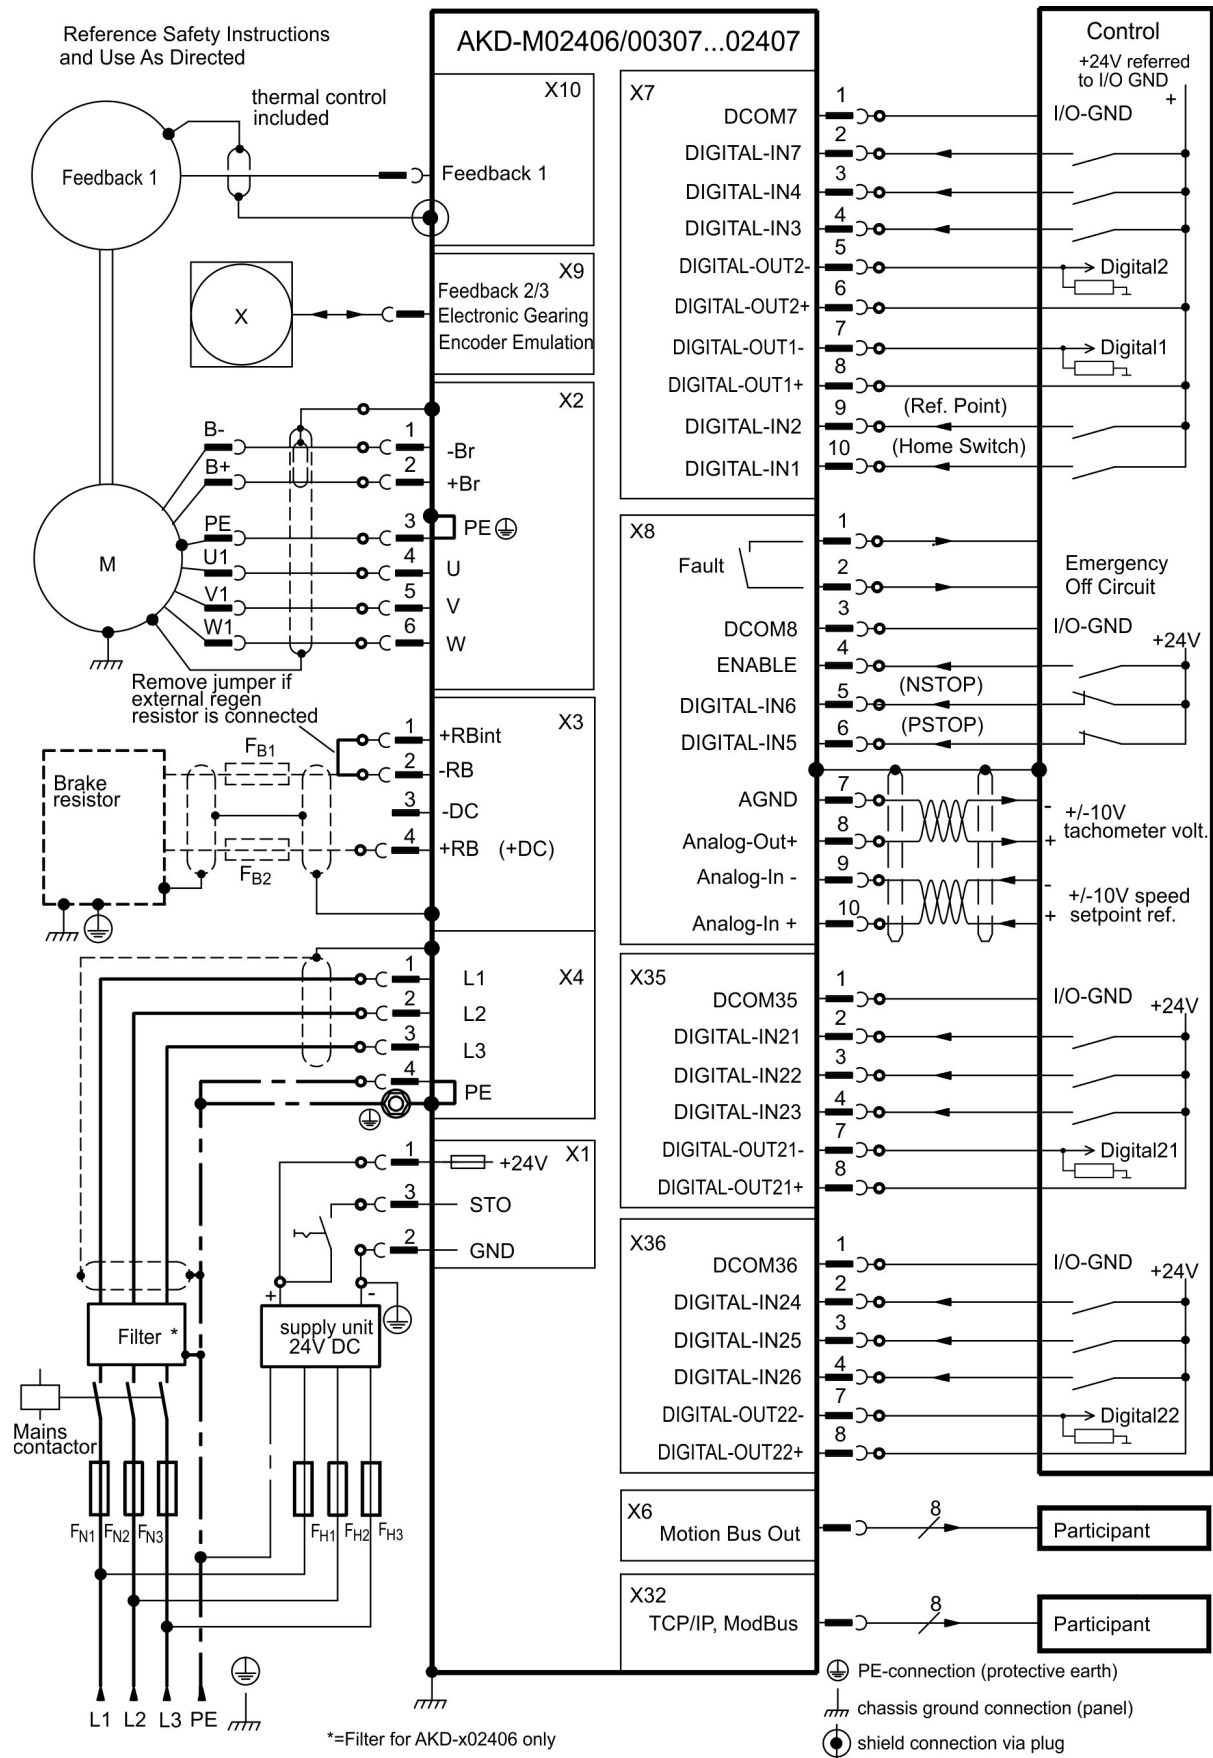 Reference Safety Instructions
and Use As Directed
AKD-M02406/00307...02407
Control
+24V referred
to I/O GND
+
thermal control
included
Feedback 1
X10
Feedback 1
X
X9
Feedback 2/3
Electronic Gearing
Encoder Emulation
X2
B-
1
-Br
B+
2
+Br
PE
3
PE
U1
4
U
V1
5
V
W1
6
W
M
Remove jumper if
external regen
resistor is connected
X3
1
+RBint
2
-RB
3
-DC
4
+RB (+DC)
FB1
FB2
Brake
resistor
X4
1
L1
2
L2
3
L3
4
PE
X1
1
+24V
3
STO
2
GND
+
-
supply unit
24V DC
Filter *
Mains
contactor
FN1
FN2
FN3
FH1
FH2
FH3
L1 L2 L3 PE
*=Filter for AKD-x02406 only
X7
DCOM7
1
I/O-GND
DIGITAL-IN7
2
DIGITAL-IN4
3
DIGITAL-IN3
4
DIGITAL-OUT2-
5
Digital2
DIGITAL-OUT2+
6
DIGITAL-OUT1-
7
Digital1
DIGITAL-OUT1+
8
DIGITAL-IN2
9
(Ref. Point)
DIGITAL-IN1
10
(Home Switch)
X8
Fault
1
2
Emergency
Off Circuit
DCOM8
3
I/O-GND
+24V
ENABLE
4
DIGITAL-IN6
5
(NSTOP)
DIGITAL-IN5
6
(PSTOP)
AGND
7
-
Analog-Out+
8
+
+/-10V
tachometer volt.
Analog-In -
9
-
Analog-In +
10
+
+/-10V speed
setpoint ref.
X35
DCOM35
1
I/O-GND
+24V
DIGITAL-IN21
2
DIGITAL-IN22
3
DIGITAL-IN23
4
DIGITAL-OUT21-
7
Digital21
DIGITAL-OUT21+
8
X36
DCOM36
1
I/O-GND
+24V
DIGITAL-IN24
2
DIGITAL-IN25
3
DIGITAL-IN26
4
DIGITAL-OUT22-
7
Digital22
DIGITAL-OUT22+
8
X6
Motion Bus Out
8
Participant
X32
TCP/IP, ModBus
8
Participant
PE-connection (protective earth)
chassis ground connection (panel)
shield connection via plug